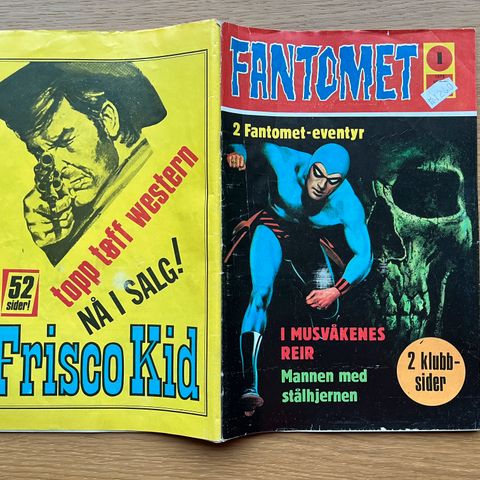 topp tøff western
NÅ I SALG!
52
sider!
Frisco Kid
FANTOMET
1
2 Fantomet-eventyr
I MUSVÅKENES
REIR
Mannen med
stålhjernen
2 klubb-
sider